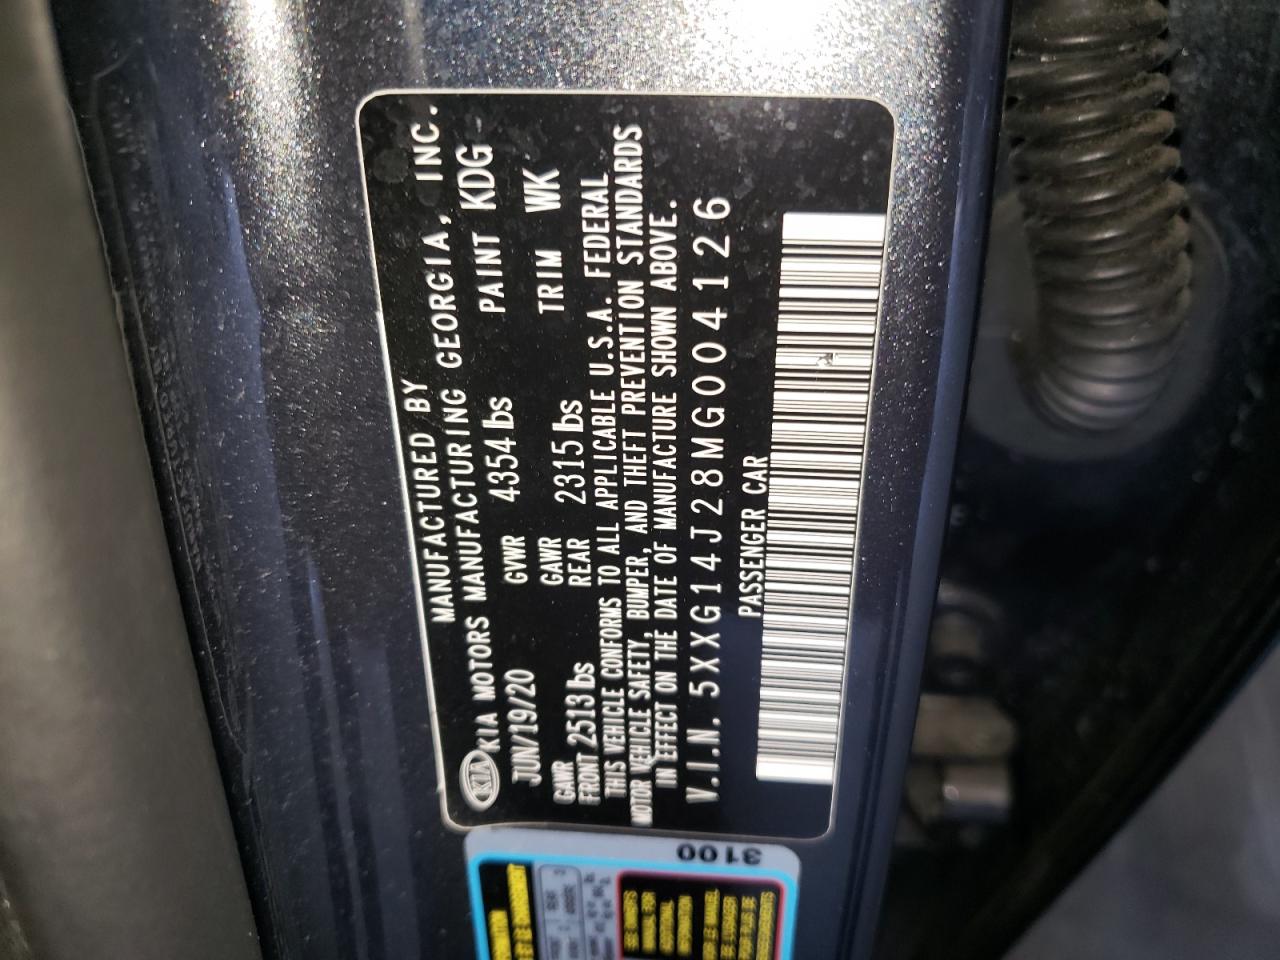 MANUFACTURED BY
KIA KIA MOTORS MANUFACTURING GEORGIA, INC.
JUN/19/20 GVWR 4354 lbs PAINT KDG
GAWR FRONT 2513 lbs GAWR REAR 2315 lbs TRIM WK
THIS VEHICLE CONFORMS TO ALL APPLICABLE U.S.A. FEDERAL
MOTOR VEHICLE SAFETY, BUMPER, AND THEFT PREVENTION STANDARDS
IN EFFECT ON THE DATE OF MANUFACTURE SHOWN ABOVE.
V.I.N. 5XXG14J28MG004126
PASSENGER CAR
3100